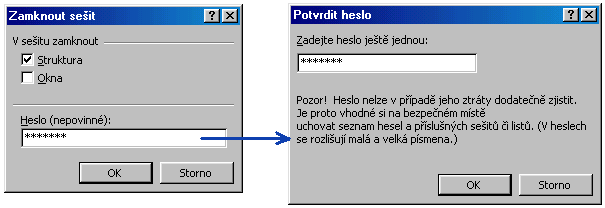 Zamknout sešit
V sešitu zamknout
Struktura
Okna
Heslo (nepovinné):
*******
OK
Storno
Potvrdit heslo
Zadejte heslo ještě jednou:
*******
Pozor! Heslo nelze v případě jeho ztráty dodatečně zjistit.
Je proto vhodné si na bezpečném místě
uchovat seznam hesel a příslušných sešitů či listů. (V heslech
se rozlišují malá a velká písmena.)
OK
Storno